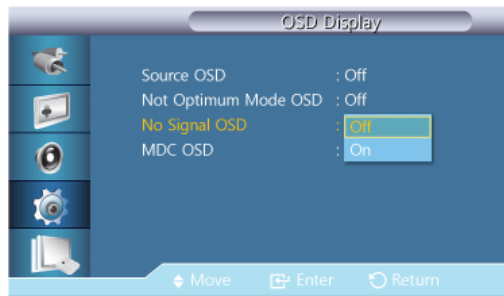 OSD Display
Source OSD : Off
Not Optimum Mode OSD : Off
No Signal OSD : Off
MDC OSD : On
Move Enter Return